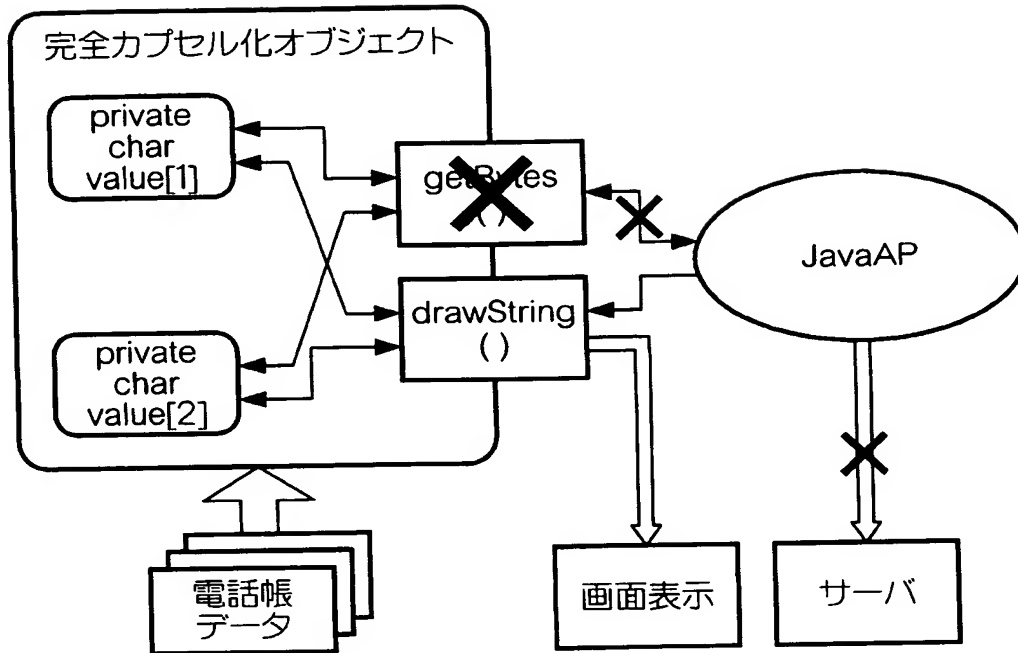 完全カプセル化オブジェクト
private
char
value[1]
getBytes
( )
JavaAP
drawString
( )
private
char
value[2]
電話帳
データ
画面表示
サーバ